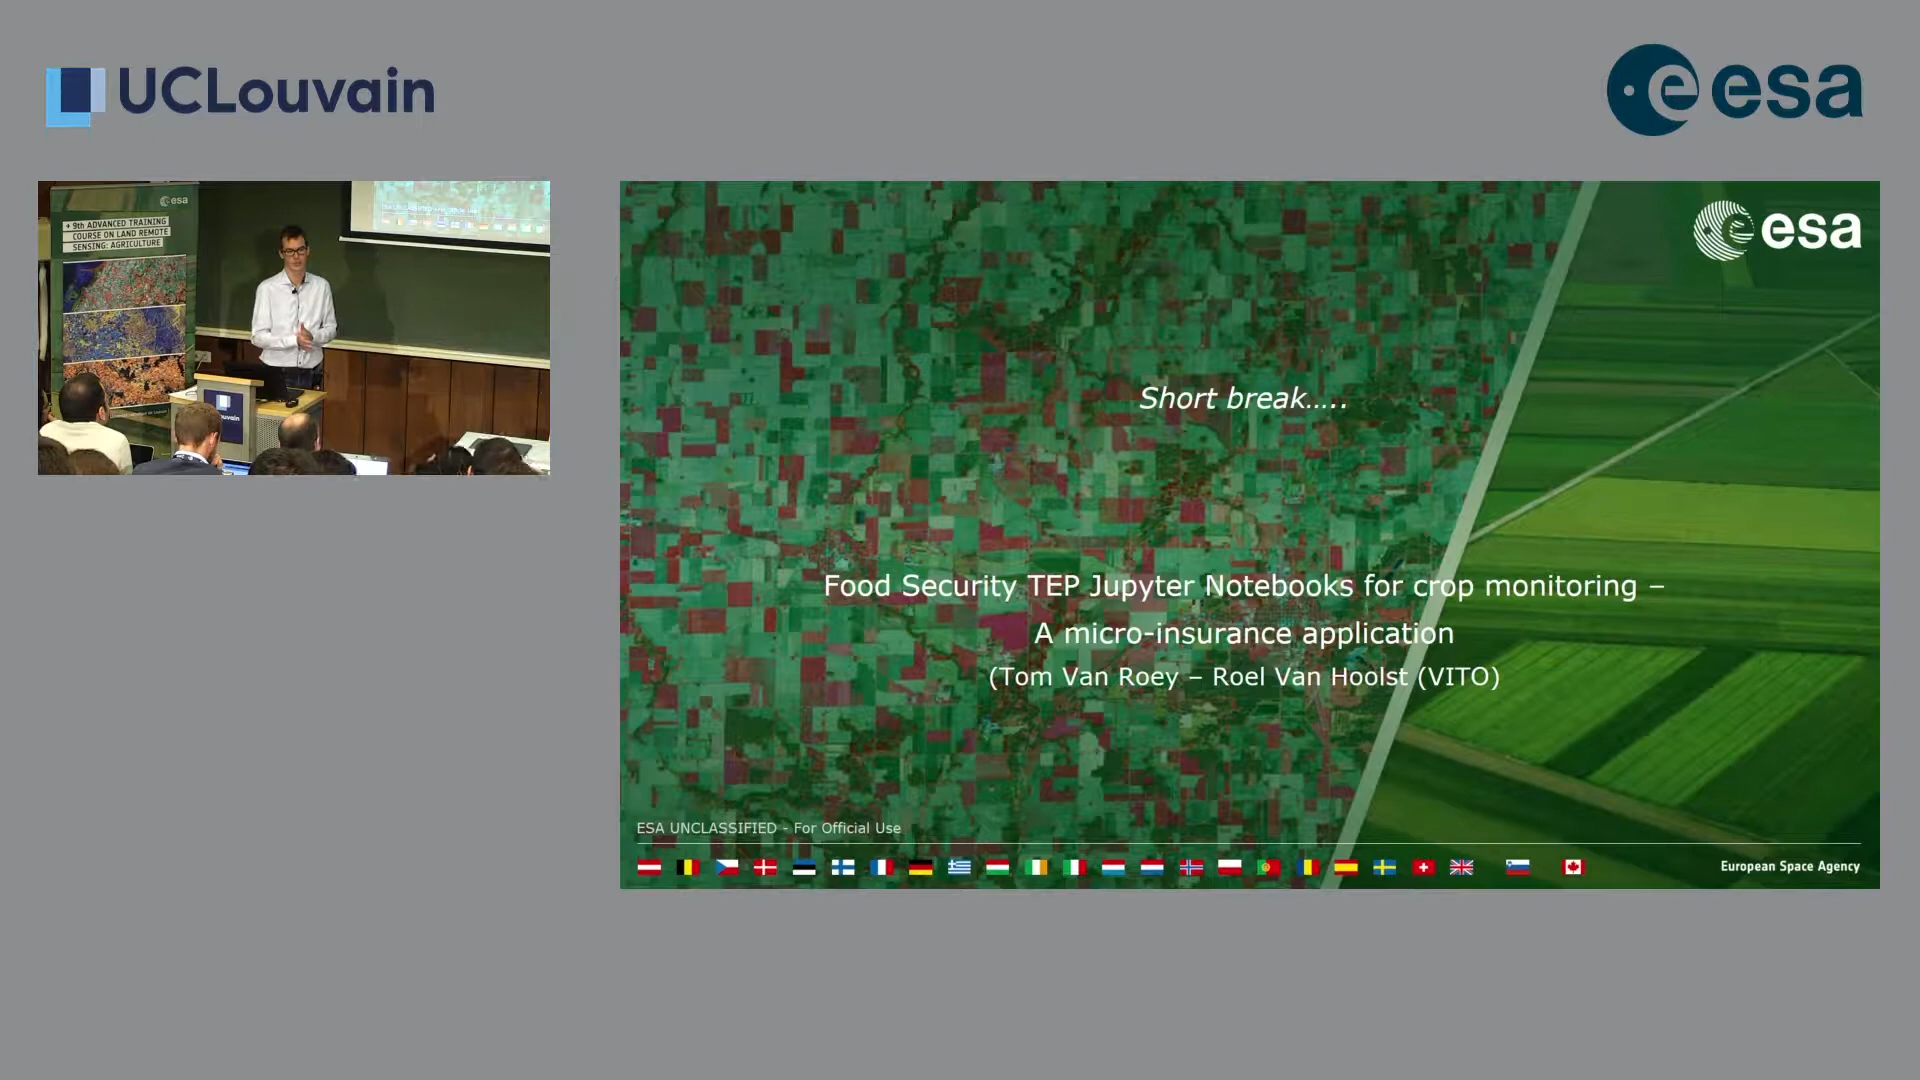 UCLouvain
esa
esa
9th ADVANCED TRAINING
COURSE ON LAND REMOTE
SENSING: AGRICULTURE
esa
Short break.....
Food Security TEP Jupyter Notebooks for crop monitoring –
A micro-insurance application
(Tom Van Roey – Roel Van Hoolst (VITO)
ESA UNCLASSIFIED - For Official Use
European Space Agency